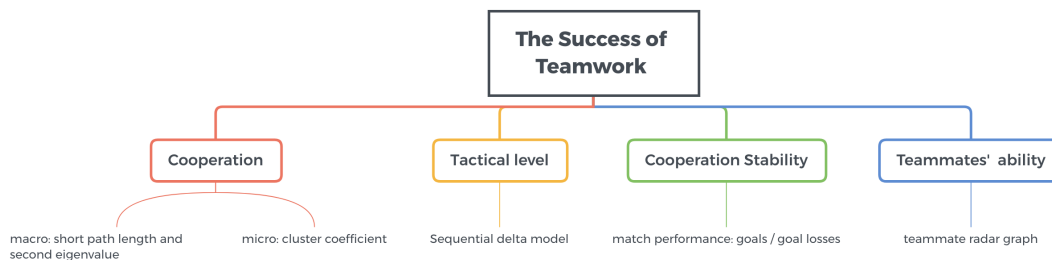 The Success of
Teamwork
Cooperation
Tactical level
Cooperation Stability
Teammates' ability
macro: short path length and
second eigenvalue
micro: cluster coefficient
Sequential delta model
match performance: goals / goal losses
teammate radar graph